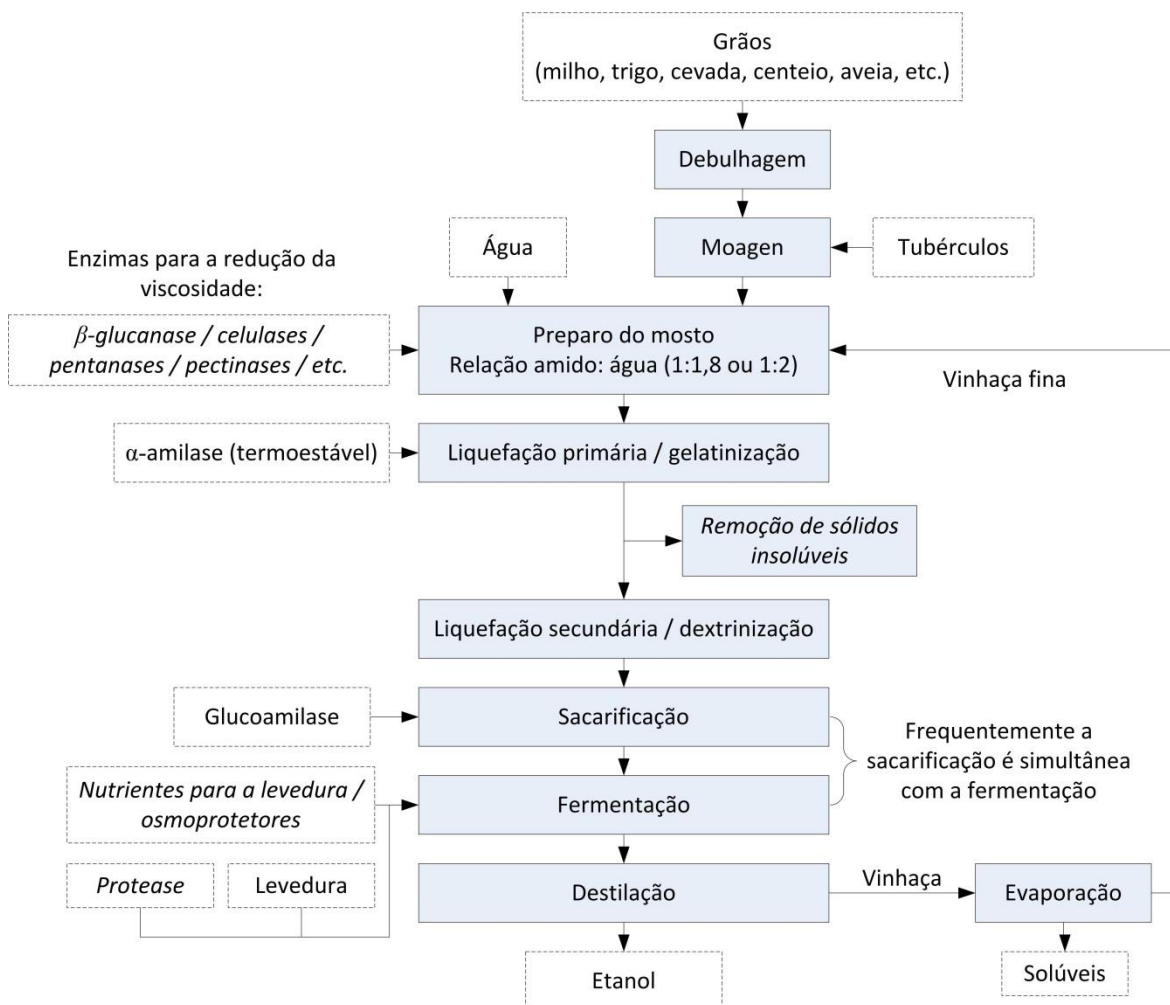 Grãos
(milho, trigo, cevada, centeio, aveia, etc.)
Debulhagem
Água
Moagen
Tubérculos
Enzimas para a redução da
viscosidade:
β-glucanase / celulases /
pentanases / pectinases / etc.
Preparo do mosto
Relação amido: água (1:1,8 ou 1:2)
Vinhaça fina
α-amilase (termoestável)
Liquefação primária / gelatinização
Remoção de sólidos
insolúveis
Liquefação secundária / dextrinização
Glucoamilase
Sacarificação
Frequentemente a
sacarificação é simultânea
com a fermentação
Nutrientes para a levedura /
osmoprotetores
Fermentação
Protease
Levedura
Destilação
Vinhaça
Evaporação
Etanol
Solúveis